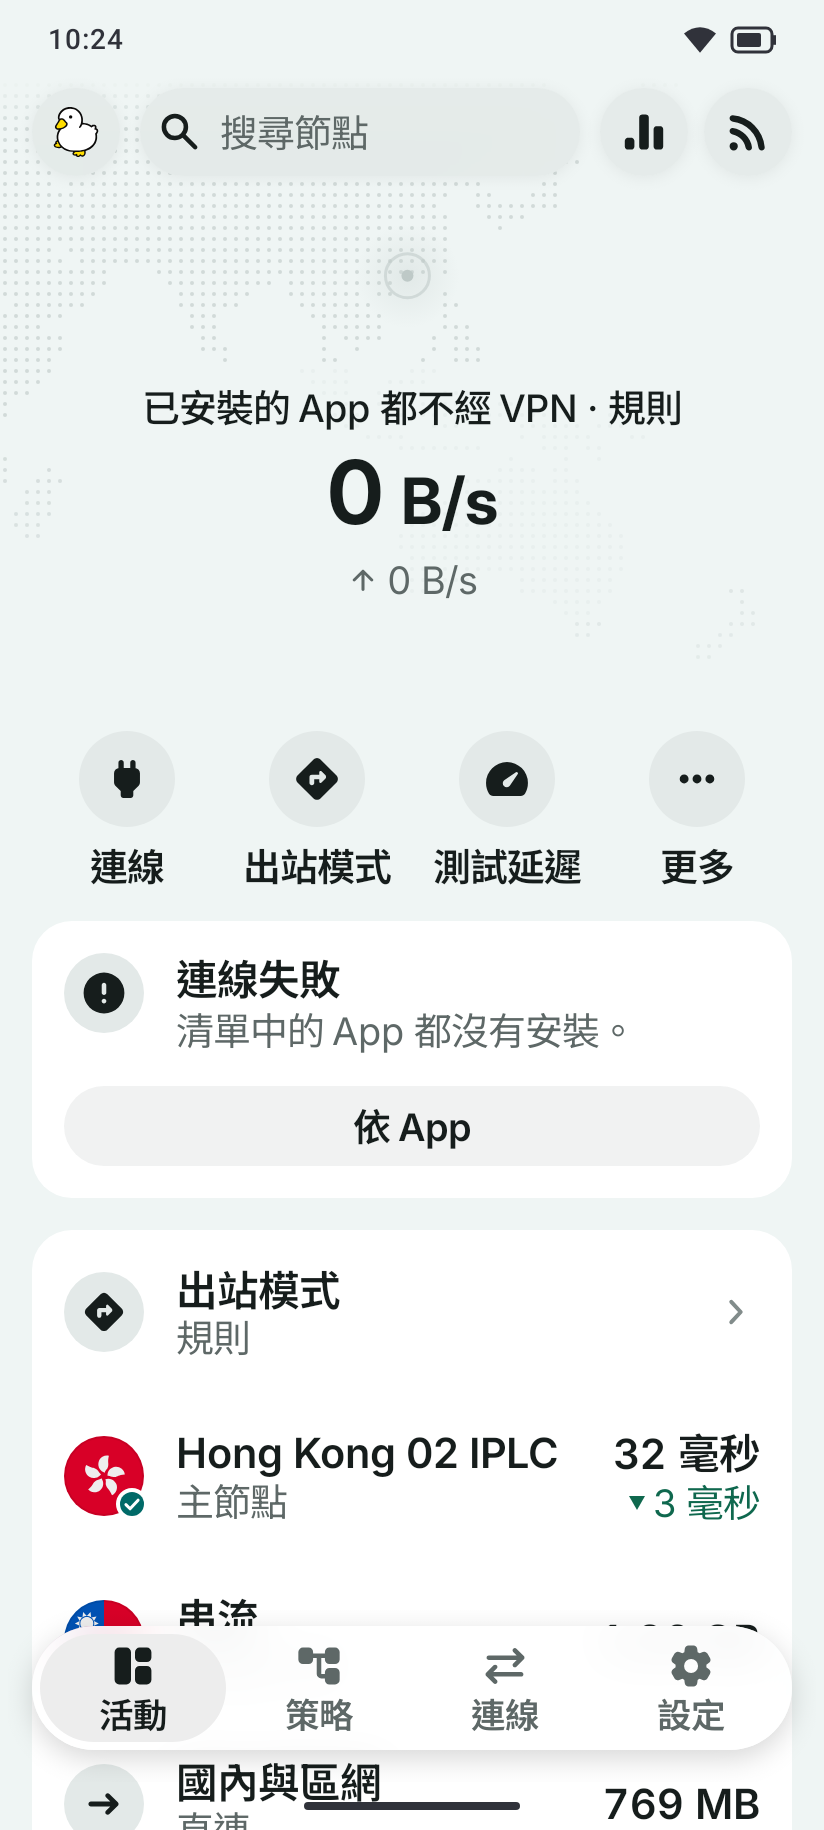 10:24
搜尋節點
已安裝的 App 都不經 VPN · 規則
0 B/s
↑ 0 B/s
連線
出站模式
測試延遲
更多
連線失敗
清單中的 App 都沒有安裝。
依 App
出站模式
規則
Hong Kong 02 IPLC
32 毫秒
主節點
▼ 3 毫秒
串流
活動
策略
連線
設定
國內與區網
769 MB
直連